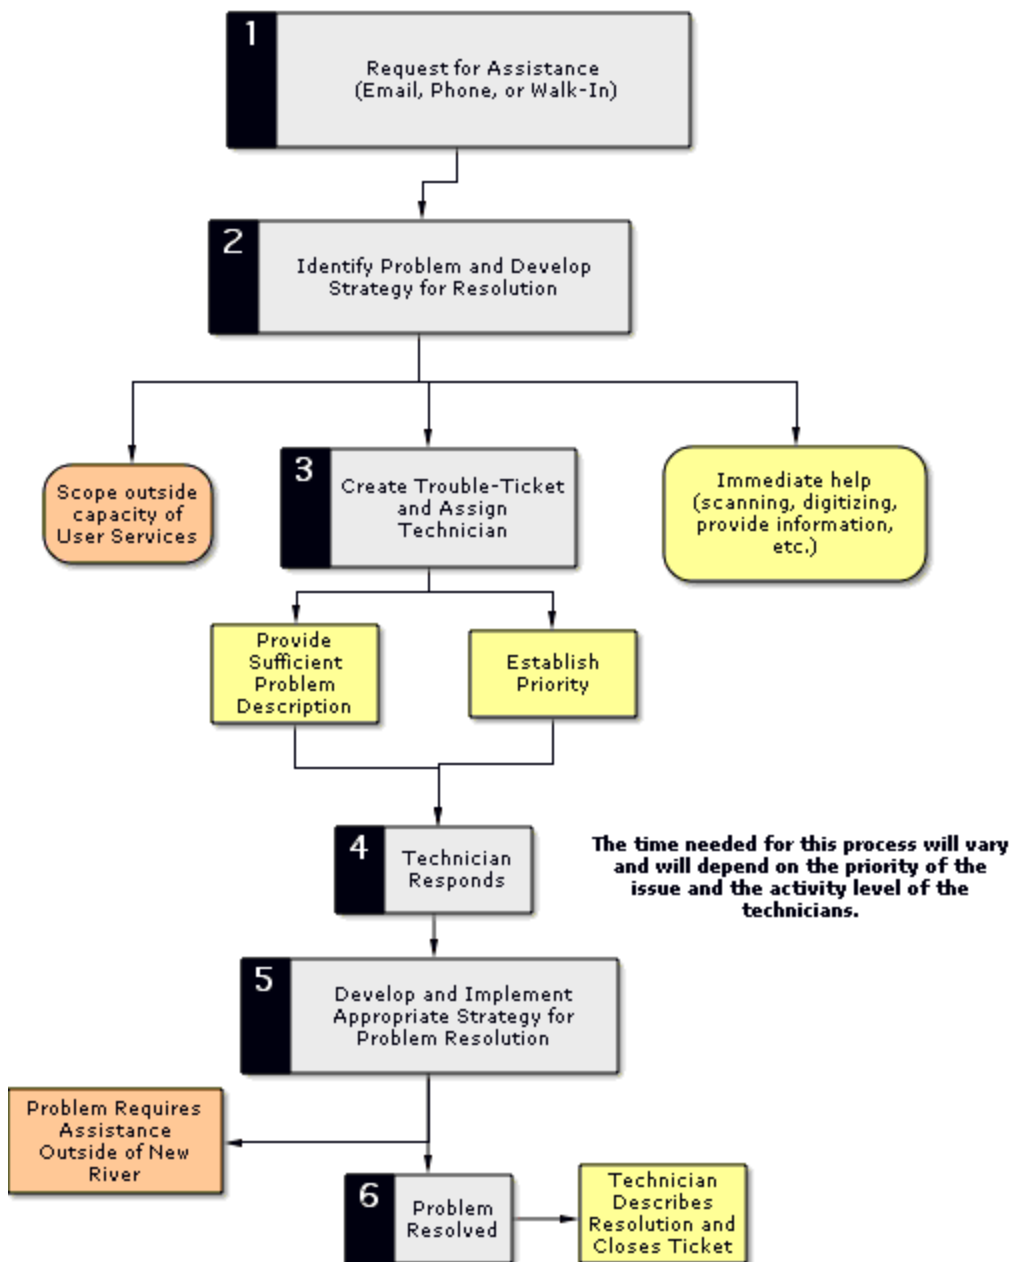 1
Request for Assistance
(Email, Phone, or Walk-In)
2
Identify Problem and Develop
Strategy for Resolution
Scope outside
capacity of
User Services
3
Create Trouble-Ticket
and Assign
Technician
Immediate help
(scanning, digitizing,
provide information,
etc.)
Provide
Sufficient
Problem
Description
Establish
Priority
4
Technician
Responds
The time needed for this process will vary
and will depend on the priority of the
issue and the activity level of the
technicians.
5
Develop and Implement
Appropriate Strategy for
Problem Resolution
Problem Requires
Assistance
Outside of New
River
6
Problem
Resolved
Technician
Describes
Resolution and
Closes Ticket